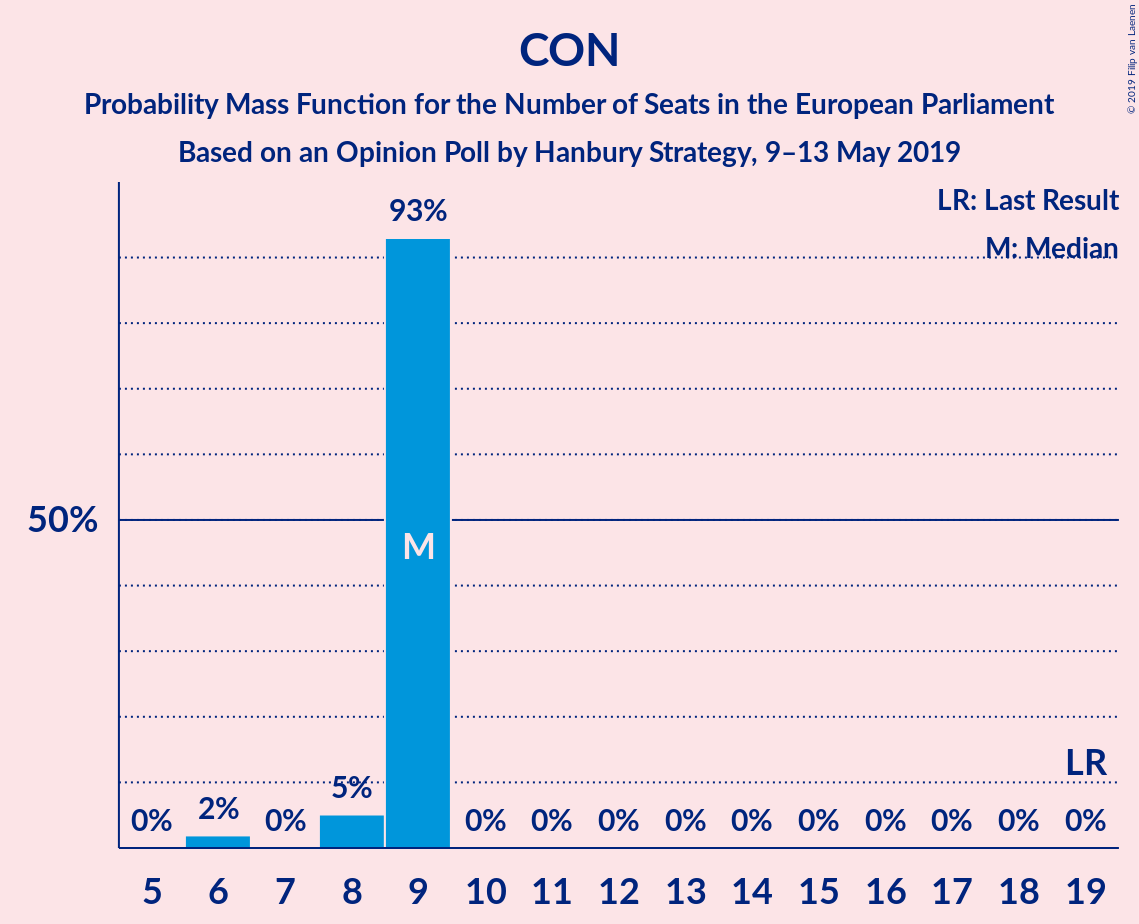 CON
Probability Mass Function for the Number of Seats in the European Parliament
Based on an Opinion Poll by Hanbury Strategy, 9–13 May 2019
© 2019 Filip van Laenen
LR: Last Result
M: Median
93%
50%
M
LR
5%
0% 2% 0% 0% 0% 0% 0% 0% 0% 0% 0% 0% 0%
5 6 7 8 9 10 11 12 13 14 15 16 17 18 19